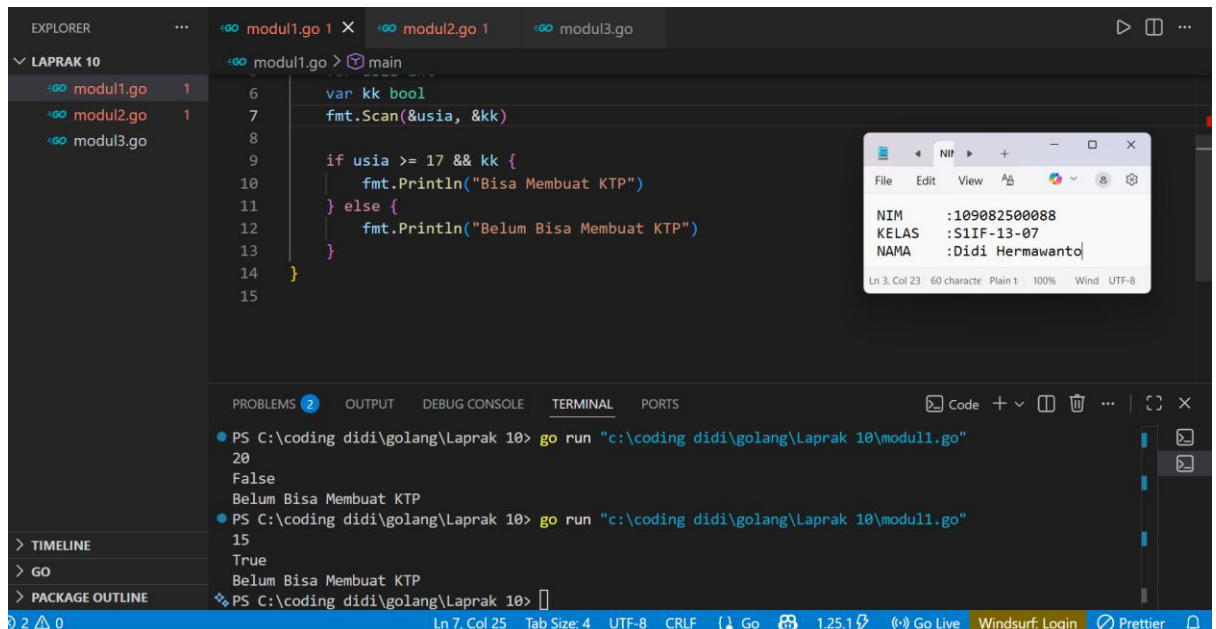 EXPLORER
modul1.go 1
modul2.go 1
modul3.go
LAPRAK 10
modul1.go 1
modul2.go 1
modul3.go
TIMELINE
GO
PACKAGE OUTLINE
modul1.go > main
6 var kk bool
7 fmt.Scan(&usia, &kk)
8
9 if usia >= 17 && kk {
10 fmt.Println("Bisa Membuat KTP")
11 } else {
12 fmt.Println("Belum Bisa Membuat KTP")
13 }
14 }
15
File Edit View
NIM :109082500088
KELAS :S1IF-13-07
NAMA :Didi Hermawanto
Ln 3, Col 23 60 characte Plain t 100% Wind UTF-8
PROBLEMS 2 OUTPUT DEBUG CONSOLE TERMINAL PORTS
Code
PS C:\coding didi\golang\Laprak 10> go run "c:\coding didi\golang\Laprak 10\modul1.go"
20
False
Belum Bisa Membuat KTP
PS C:\coding didi\golang\Laprak 10> go run "c:\coding didi\golang\Laprak 10\modul1.go"
15
True
Belum Bisa Membuat KTP
PS C:\coding didi\golang\Laprak 10>
2 0 Ln 7, Col 25 Tab Size: 4 UTF-8 CRLF Go 1.25.1 Go Live Windsurf: Login Prettier